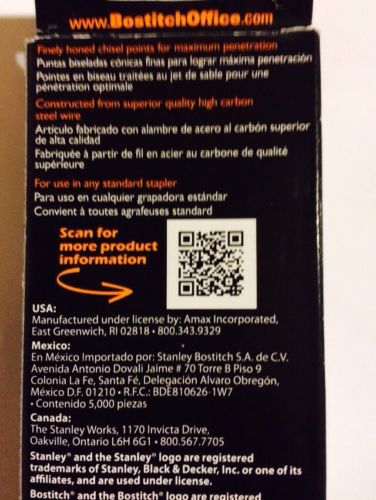 www.BostitchOffice.com
Finely honed chisel points for maximum penetration
Puntas biseladas cónicas finas para lograr máxima penetración
Pointes en biseau traitées au jet de sable pour une
pénétration optimale
Constructed from superior quality high carbon
steel wire
Artículo fabricado con alambre de acero al carbón superior
de alta calidad
Fabriquée à partir de fil en acier au carbone de qualité
supérieure
For use in any standard stapler
Para uso en cualquier grapadora estándar
Convient à toutes agrafeuses standard
Scan for
more product
information
USA:
Manufactured under license by: Amax Incorporated,
East Greenwich, RI 02818 • 800.343.9329
Mexico:
En México Importado por: Stanley Bostitch S.A. de C.V.
Avenida Antonio Dovali Jaime # 70 Torre B Piso 9
Colonia La Fe, Santa Fé, Delegación Alvaro Obregón,
México D.F. 01210 • R.F.C.: BDE810626-1W7
• Contenido 5,000 piezas
Canada:
The Stanley Works, 1170 Invicta Drive,
Oakville, Ontario L6H 6G1 • 800.567.7705
Stanley® and the Stanley® logo are registered
trademarks of Stanley, Black & Decker, Inc. or one of its
affiliates, and are used under license.
Bostitch® and the Bostitch® logo are registered